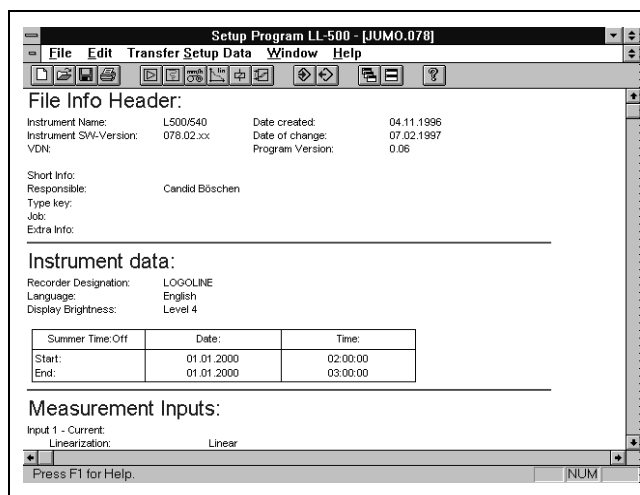 Setup Program LL-500 - [JUMO.078]
File Edit Transfer Setup Data Window Help
File Info Header:
Instrument Name: L500/540 Date created: 04.11.1996
Instrument SW-Version: 078.02.xx Date of change: 07.02.1997
VDN: Program Version: 0.06
Short Info:
Responsible: Candid Böschen
Type key:
Job:
Extra Info:
Instrument data:
Recorder Designation: LOGOLINE
Language: English
Display Brightness: Level 4
Summer Time:Off Date: Time:
Start: 01.01.2000 02:00:00
End: 01.01.2000 03:00:00
Measurement Inputs:
Input 1 - Current:
Linearization: Linear
Press F1 for Help. NUM